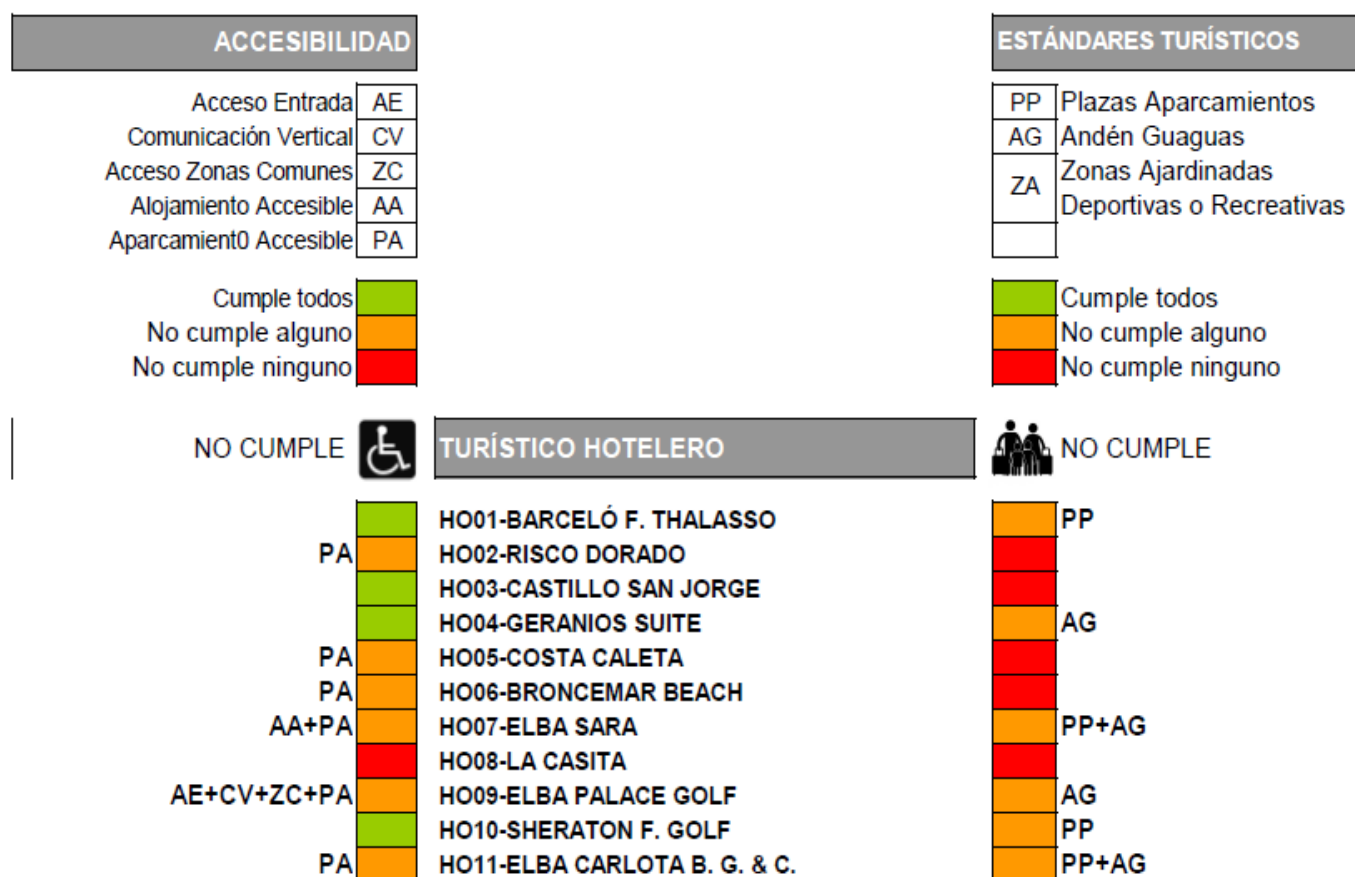 ACCESIBILIDAD
ESTÁNDARES TURÍSTICOS
Acceso Entrada AE
PP Plazas Aparcamientos
Comunicación Vertical CV
AG Andén Guaguas
Acceso Zonas Comunes ZC
ZA Zonas Ajardinadas
Alojamiento Accesible AA
Deportivas o Recreativas
Aparcamient0 Accesible PA
Cumple todos
Cumple todos
No cumple alguno
No cumple alguno
No cumple ninguno
No cumple ninguno
NO CUMPLE
TURÍSTICO HOTELERO
NO CUMPLE
HO01-BARCELÓ F. THALASSO PP
PA HO02-RISCO DORADO
HO03-CASTILLO SAN JORGE
HO04-GERANIOS SUITE AG
PA HO05-COSTA CALETA
PA HO06-BRONCEMAR BEACH
AA+PA HO07-ELBA SARA PP+AG
HO08-LA CASITA
AE+CV+ZC+PA HO09-ELBA PALACE GOLF AG
HO10-SHERATON F. GOLF PP
PA HO11-ELBA CARLOTA B. G. & C. PP+AG